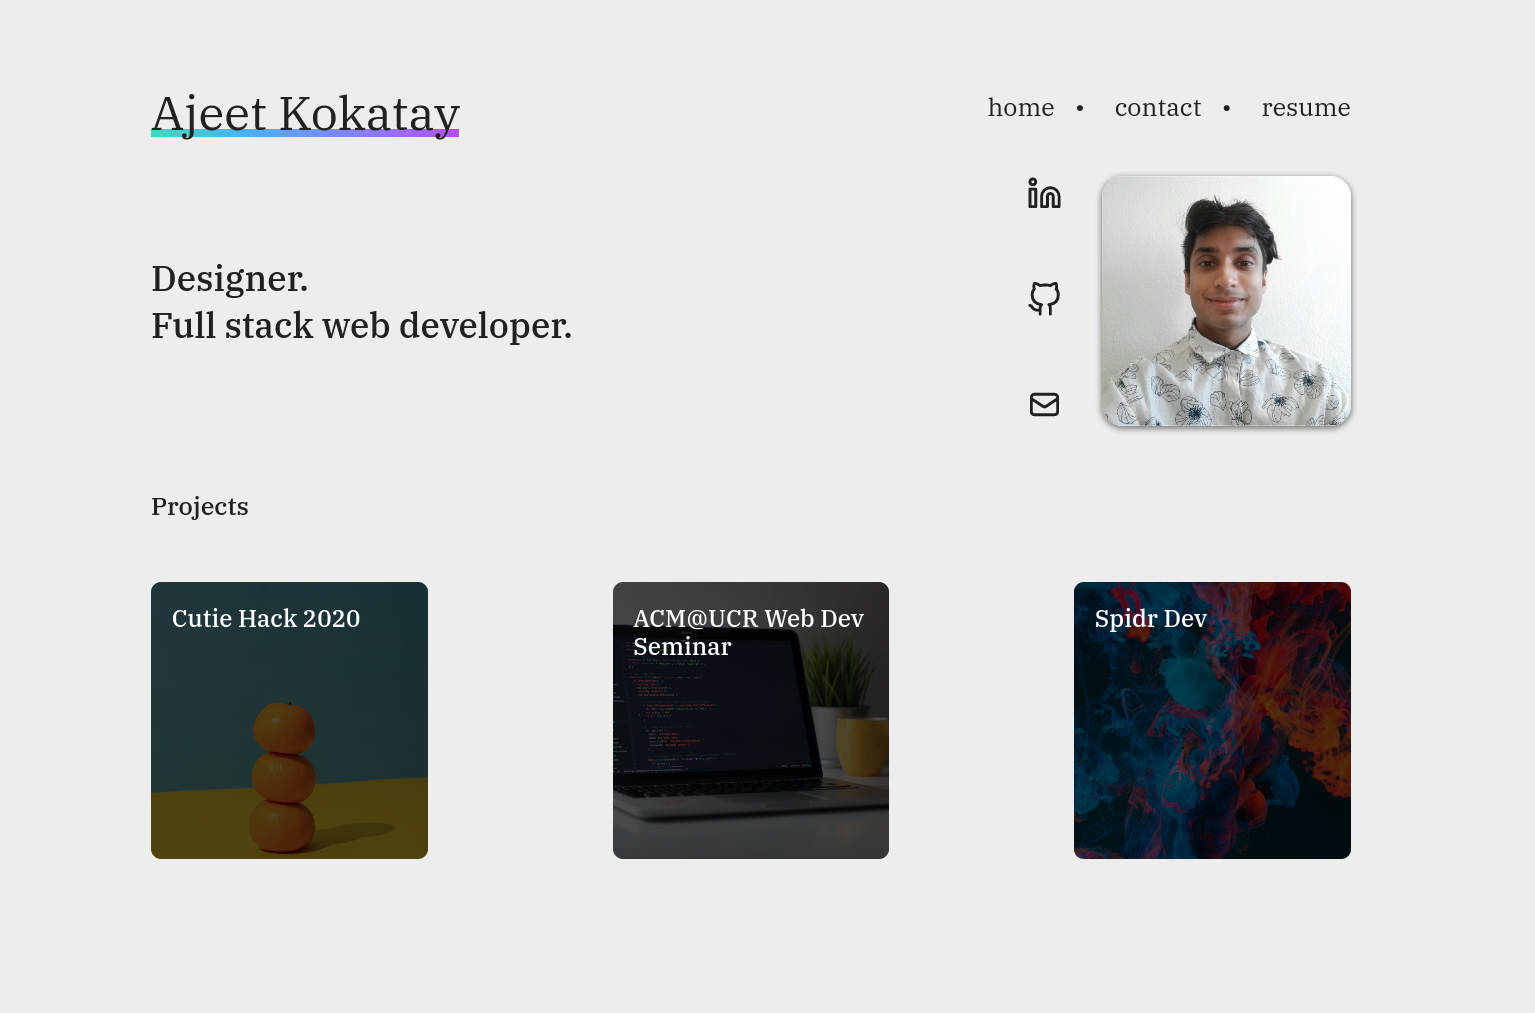 Ajeet Kokatay
home • contact • resume
Designer.
Full stack web developer.
Projects
Cutie Hack 2020
ACM@UCR Web Dev
Seminar
Spidr Dev